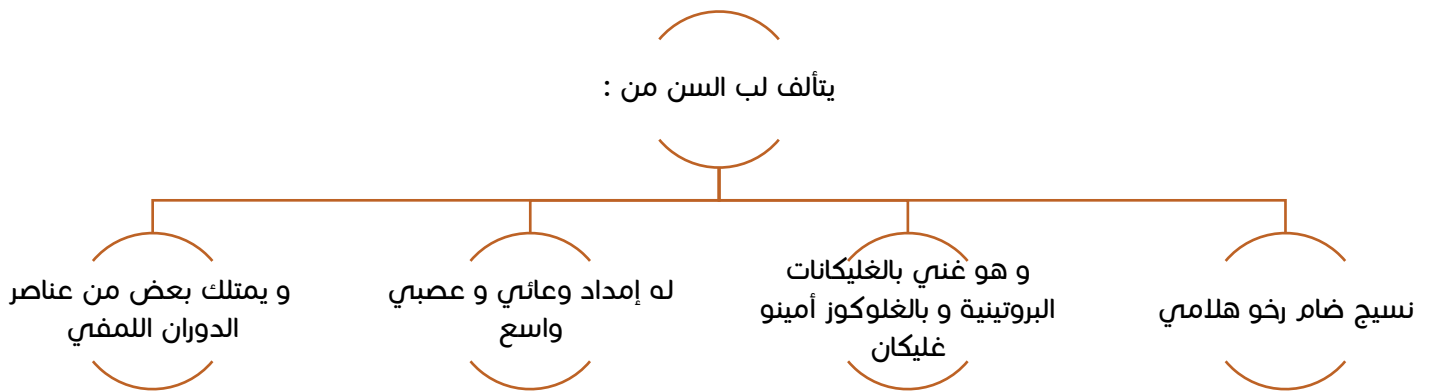 يتألف لب السن من :
نسيج ضام رخو هلامي
و هو غني بالغليكانات
البروتينية و بالغلوكوز أمينو
غليكان
له إمداد وعائي و عصبي
واسع
و يمتلك بعض من عناصر
الدوران اللمفي